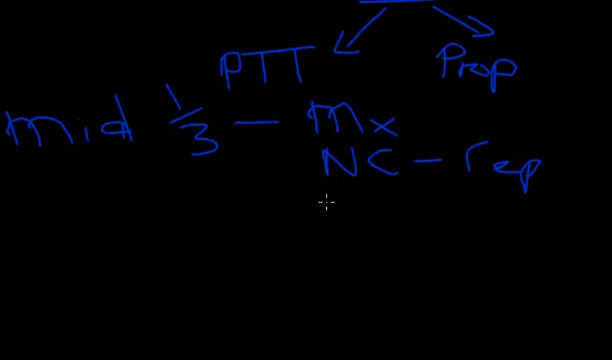 PTT Prop
mid 1/3 - Mx
NC - rep